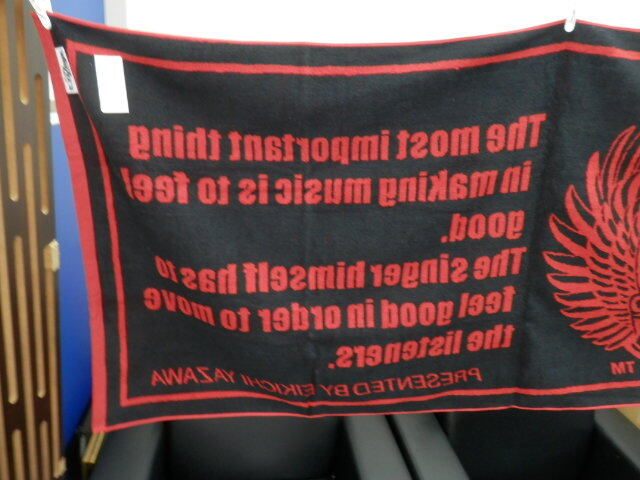 The most important thing
in making music is to feel
good.
The singer himself has to
feel good in order to move
the listeners.
PRESENTED BY EIKICHI YAZAWA
TM